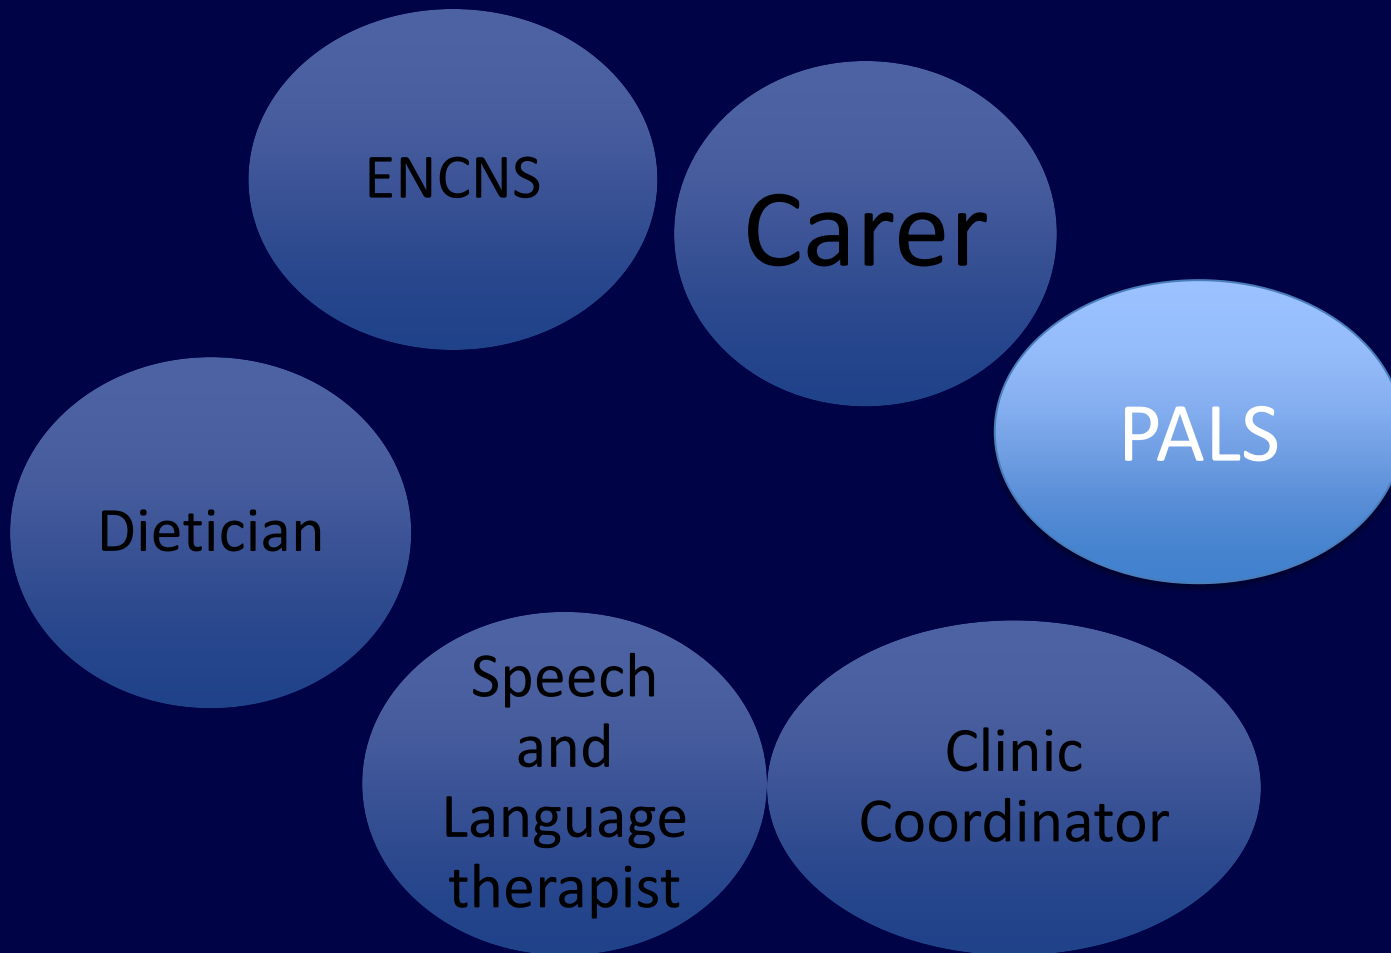 ENCNS
Carer
PALS
Dietician
Speech
and
Language
therapist
Clinic
Coordinator